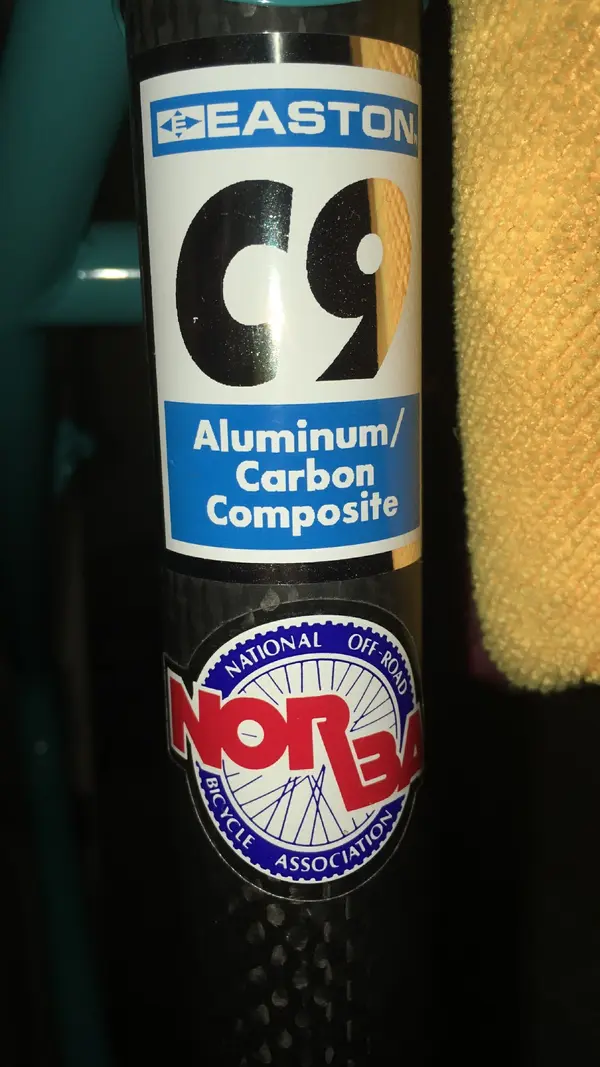 EASTON
C9
Aluminum/
Carbon
Composite
NATIONAL OFF-ROAD
NORBA
BICYCLE ASSOCIATION